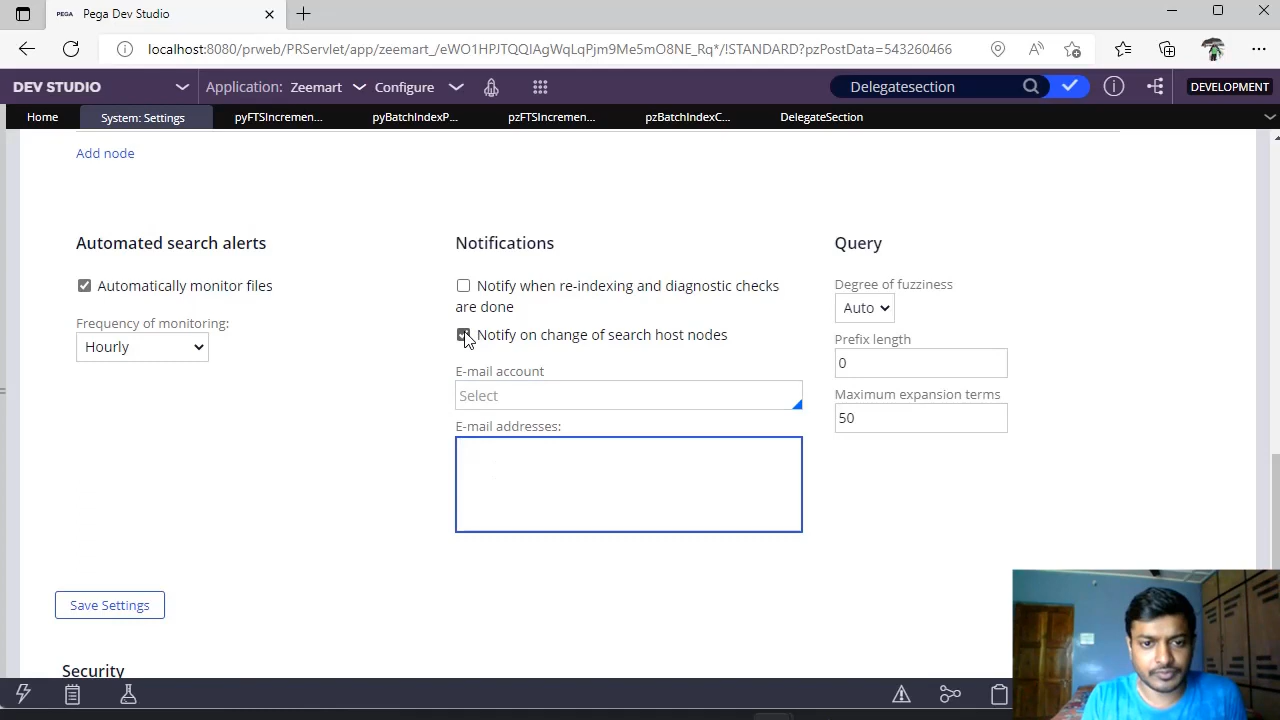 PEGA Pega Dev Studio
localhost:8080/prweb/PRServlet/app/zeemart_/eWO1HPJTQQIAgWqLqPjm9Me5mO8NE_Rq*/!STANDARD?pzPostData=543260466
DEV STUDIO Application: Zeemart Configure Delegatesection DEVELOPMENT
Home System: Settings pyFTSIncremen... pyBatchIndexP... pzFTSIncremen... pzBatchIndexC... DelegateSection
Add node
Automated search alerts
Automatically monitor files
Frequency of monitoring:
Hourly
Notifications
Notify when re-indexing and diagnostic checks
are done
Notify on change of search host nodes
E-mail account
Select
E-mail addresses:
Query
Degree of fuzziness
Auto
Prefix length
0
Maximum expansion terms
50
Save Settings
Security